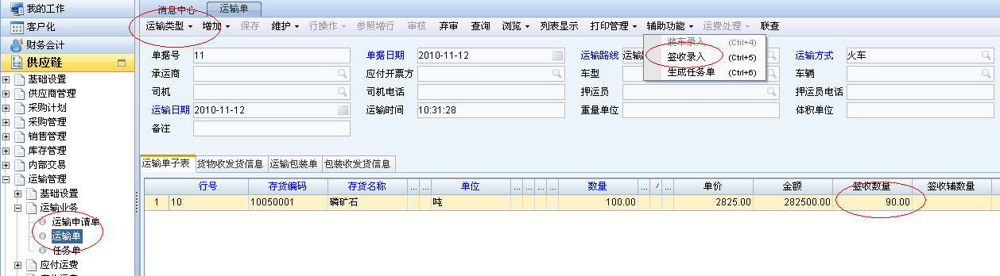 我的工作
客户化
财务会计
供应链
基础设置
供应商管理
采购计划
采购管理
销售管理
库存管理
内部交易
运输管理
基础设置
运输业务
运输申请单
运输单
任务单
应付运费
消息中心 运输单
运输类型 增加 保存 维护 行操作 参照增行 审核 弃审 查询 浏览 列表显示 打印管理 辅助功能 运费处理 联查
装车录入 (Ctrl+4)
签收录入 (Ctrl+5)
生成任务单 (Ctrl+6)
单据号 11 单据日期 2010-11-12 运输路线 运输 运输方式 火车
承运商 应付开票方 车型 车辆
司机 司机电话 押运员 押运员电话
运输日期 2010-11-12 运输时间 10:31:28 重量单位 体积单位
备注
运输单子表 货物收发货信息 运输包装单 包装收发货信息
行号 存货编码 存货名称 ... ... 单位 ... ... ... ... 数量 ... / ... 单价 金额 签收数量 签收辅数量
1 10 10050001 磷矿石 吨 100.00 2825.00 282500.00 90.00